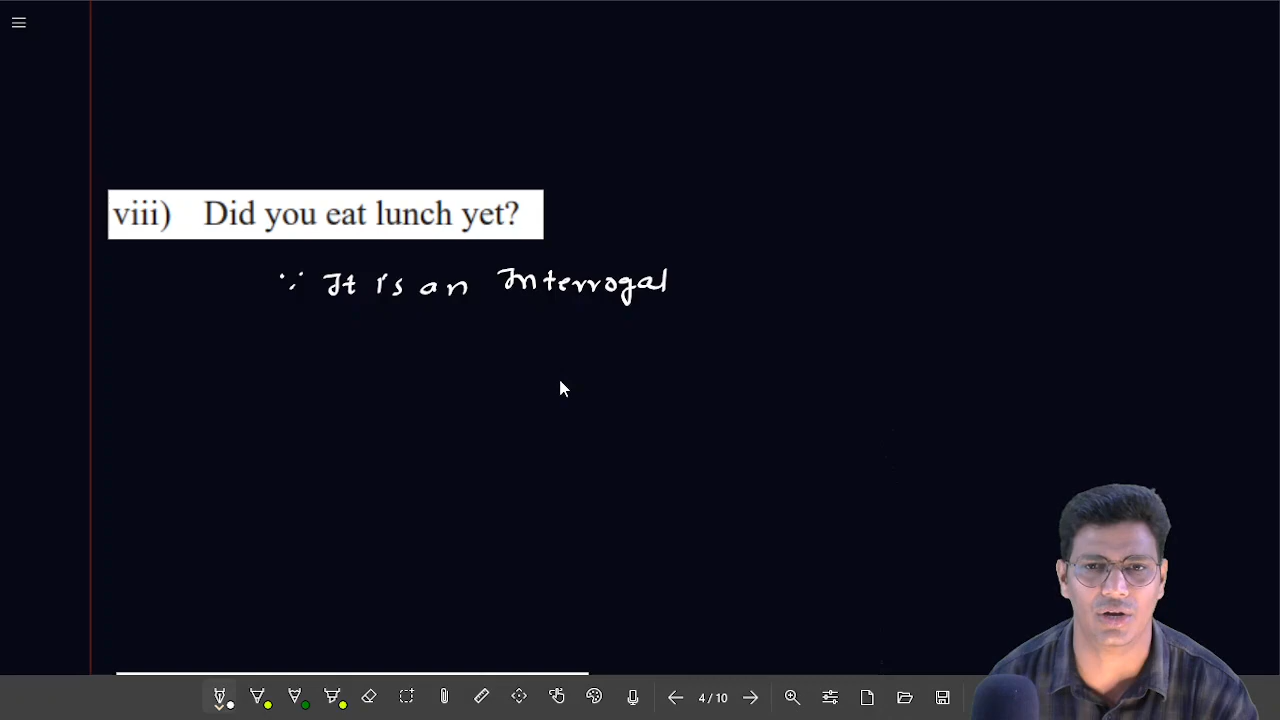 viii) Did you eat lunch yet?
∵ It is an Interrogal
4/10